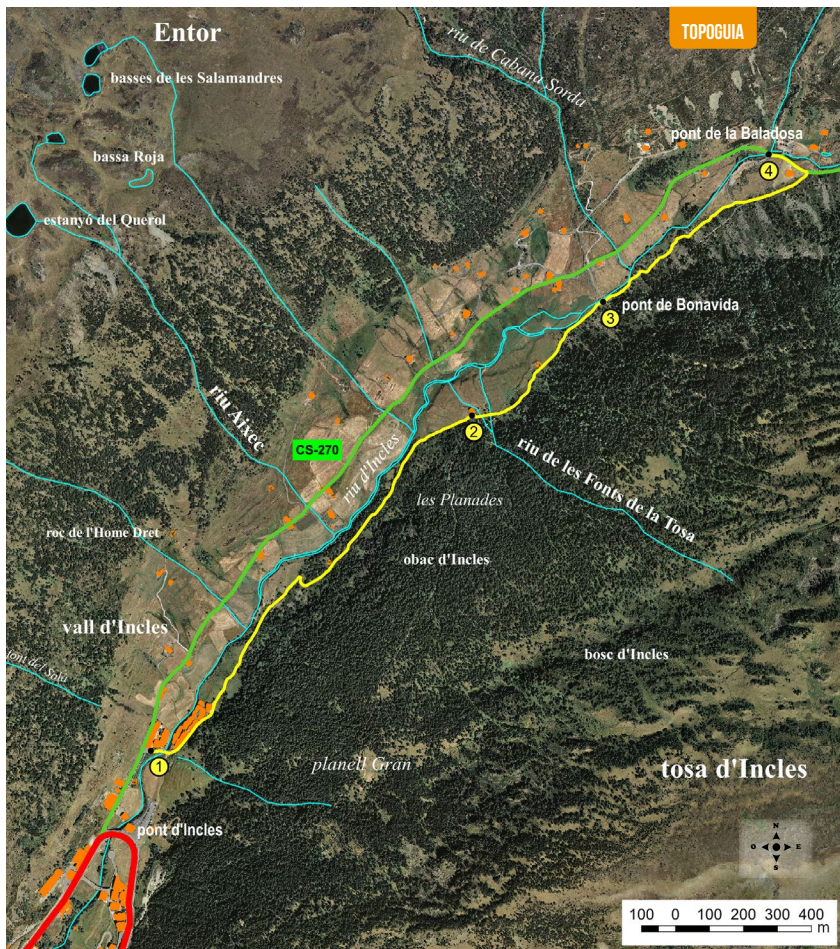 TOPOGUIA
Entor
riu de Cabana Sorda
basses de les Salamandres
pont de la Baladosa
4
bassa Roja
estanyó del Querol
pont de Bonavida
3
riu Aixec
2
CS-270
riu d'Incles
riu de les Fonts de la Tosa
les Planades
roc de l'Home Dret
obac d'Incles
vall d'Incles
bosc d'Incles
font del Solà
planell Gran
tosa d'Incles
1
pont d'Incles
N
O E
S
100 0 100 200 300 400
m